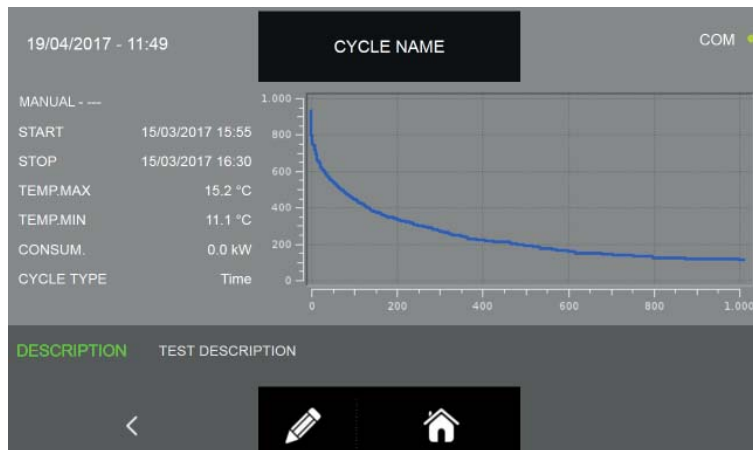 19/04/2017 - 11:49
CYCLE NAME
COM
MANUAL - ---
START 15/03/2017 15:55
STOP 15/03/2017 16:30
TEMP.MAX 15.2 °C
TEMP.MIN 11.1 °C
CONSUM. 0.0 kW
CYCLE TYPE Time
1.000
800
600
400
200
0
0 200 400 600 800 1.000
DESCRIPTION TEST DESCRIPTION